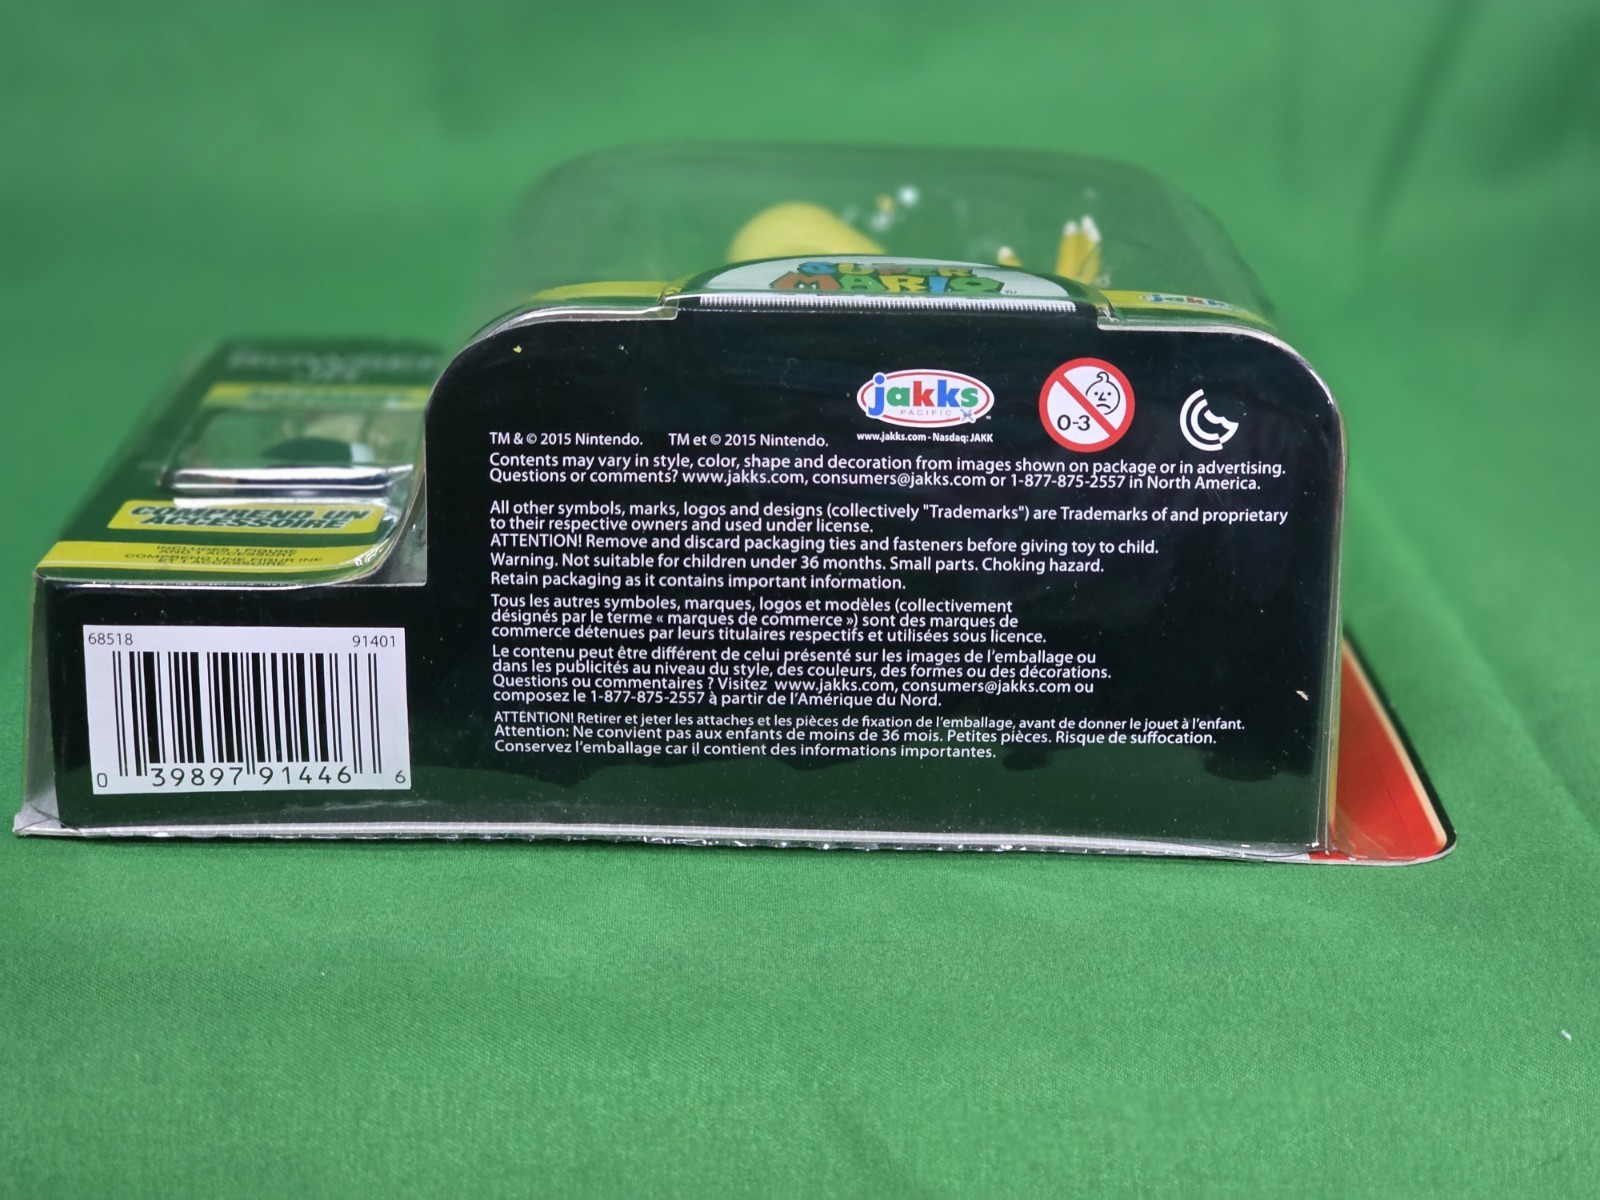 SUPER
MARIO
jakks
BOWSER
COMPREND UN
ACCESSOIRE
INCLUDES 1 FIGURE
AND 1 ACCESSORY
jakks
PACIFIC
www.jakks.com - Nasdaq: JAKK
0-3
TM & © 2015 Nintendo. TM et © 2015 Nintendo.
Contents may vary in style, color, shape and decoration from images shown on package or in advertising.
Questions or comments? www.jakks.com, consumers@jakks.com or 1-877-875-2557 in North America.
All other symbols, marks, logos and designs (collectively "Trademarks") are Trademarks of and proprietary
to their respective owners and used under license.
ATTENTION! Remove and discard packaging ties and fasteners before giving toy to child.
Warning. Not suitable for children under 36 months. Small parts. Choking hazard.
Retain packaging as it contains important information.
Tous les autres symboles, marques, logos et modèles (collectivement
désignés par le terme « marques de commerce ») sont des marques de
commerce détenues par leurs titulaires respectifs et utilisées sous licence.
Le contenu peut être différent de celui présenté sur les images de l'emballage ou
dans les publicités au niveau du style, des couleurs, des formes ou des décorations.
Questions ou commentaires ? Visitez www.jakks.com, consumers@jakks.com ou
composez le 1-877-875-2557 à partir de l'Amérique du Nord.
ATTENTION! Retirer et jeter les attaches et les pièces de fixation de l'emballage, avant de donner le jouet à l'enfant.
Attention: Ne convient pas aux enfants de moins de 36 mois. Petites pièces. Risque de suffocation.
Conservez l'emballage car il contient des informations importantes.
68518 91401
0 39897 91446 6